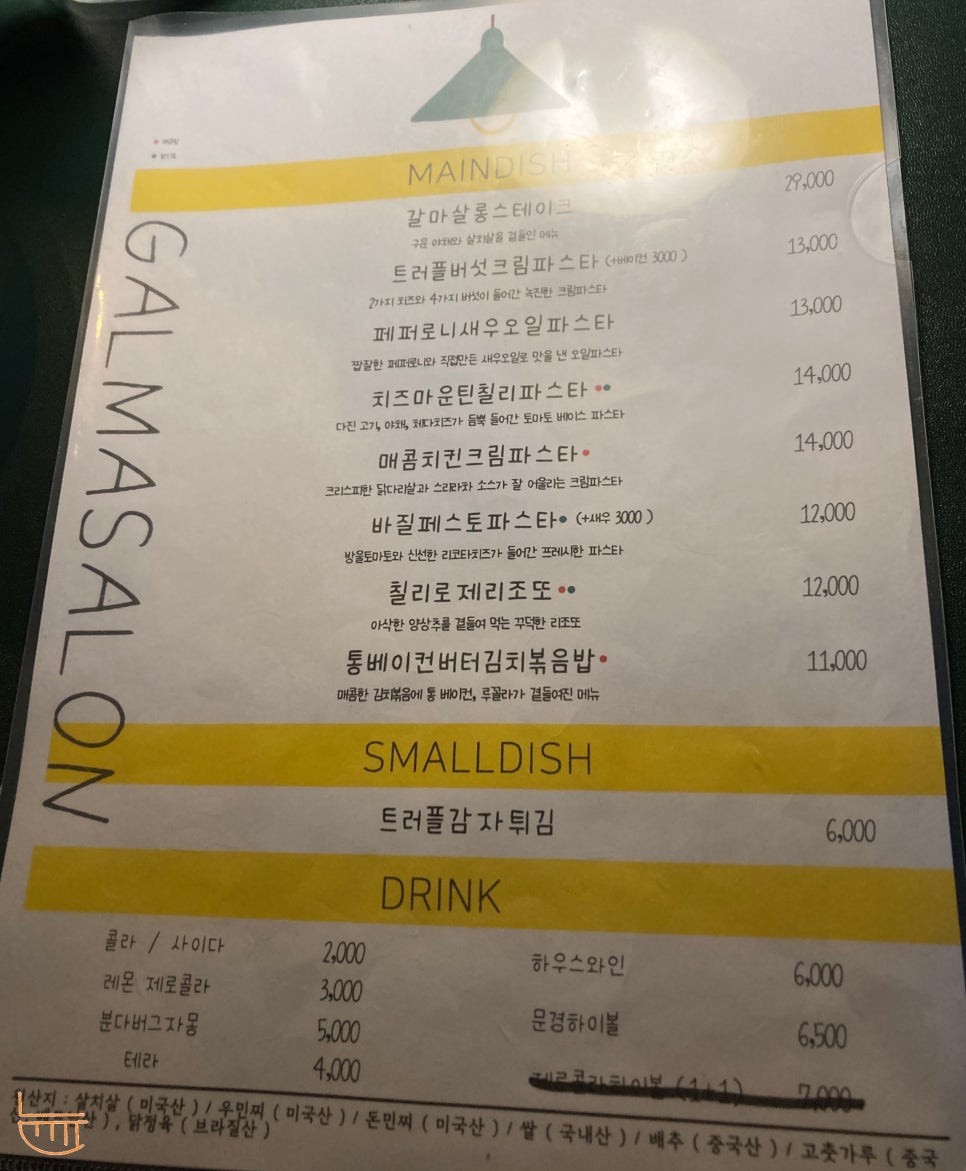 매콤함
MAINDISH
갈마살롱스테이크 29,000
구운 야채와 살치살을 곁들인 메뉴
트러플버섯크림파스타 (+베이컨 3000) 13,000
2가지 치즈와 4가지 버섯이 들어간 녹진한 크림파스타
페퍼로니새우오일파스타 13,000
짭잘한 페퍼로니와 직접만든 새우오일로 맛을 낸 오일파스타
치즈마운틴칠리파스타 14,000
다진 고기, 야채, 체다치즈가 듬뿍 들어간 토마토 베이스 파스타
매콤치킨크림파스타 14,000
크리스피한 닭다리살과 스리라차 소스가 잘 어울리는 크림파스타
바질페스토파스타 (+새우 3000) 12,000
방울토마토와 신선한 리코타치즈가 들어간 프레시한 파스타
칠리로제리조또 12,000
아삭한 양상추를 곁들여 먹는 꾸덕한 리조또
통베이컨버터김치볶음밥 11,000
매콤한 김치볶음에 통 베이컨, 루꼴라가 곁들여진 메뉴
GALMASALON
SMALLDISH
트러플감자튀김 6,000
DRINK
콜라 / 사이다 2,000
레몬 제로콜라 3,000
분다버그자몽 5,000
테라 4,000
하우스와인 6,000
문경하이볼 6,500
제로콜라하이볼 (1+1) 7,000
원산지 : 살치살 ( 미국산 ) / 우민찌 ( 미국산 ) / 돈민찌 ( 미국산 ) / 쌀 ( 국내산 ) / 배추 ( 중국산 ) / 고춧가루 ( 중국
), 닭정육 ( 브라질산 )